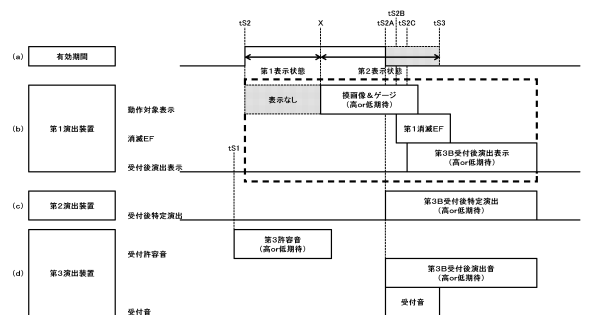 tS2B
tS2 X tS2A tS2C tS3
(a) 有効期間
第1表示状態 第2表示状態
動作対象表示 表示なし 操画像＆ゲージ
(高or低期待)
(b) 第1演出装置
消滅EF 第1消滅EF
tS1
受付後演出表示 第3B受付後演出表示
(高or低期待)
(c) 第2演出装置 受付後特定演出 第3B受付後特定演出
(高or低期待)
受付許容音 第3許容音
(高or低期待)
(d) 第3演出装置 第3B受付後演出音
(高or低期待)
受付音 受付音